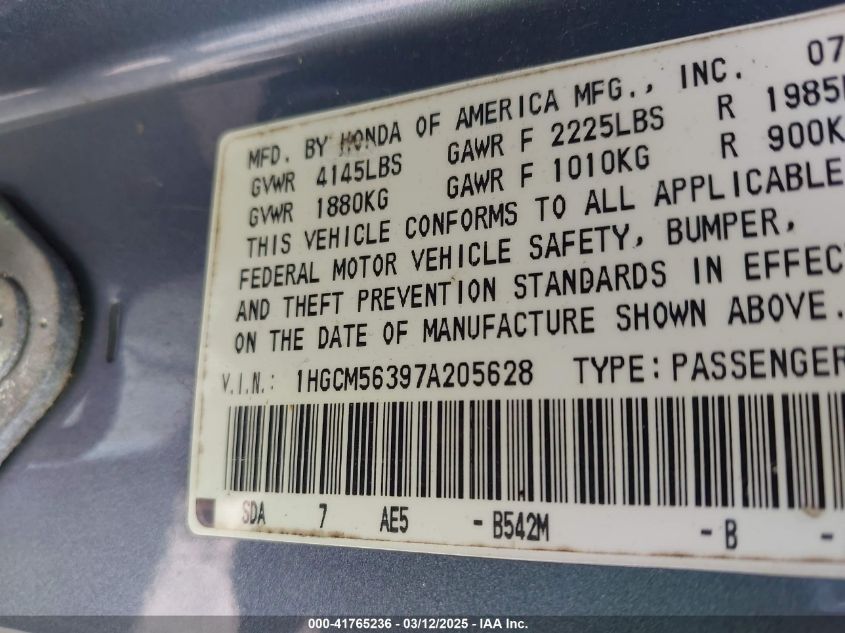 MFD. BY HONDA OF AMERICA MFG., INC. 07
GVWR 4145LBS GAWR F 2225LBS R 1985
GVWR 1880KG GAWR F 1010KG R 900K
THIS VEHICLE CONFORMS TO ALL APPLICABLE
FEDERAL MOTOR VEHICLE SAFETY, BUMPER,
AND THEFT PREVENTION STANDARDS IN EFFEC
ON THE DATE OF MANUFACTURE SHOWN ABOVE.
V.I.N.: 1HGCM56397A205628 TYPE: PASSENGER
SDA 7 AE5 - B542M - B -
000-41765236 - 03/12/2025 - IAA Inc.